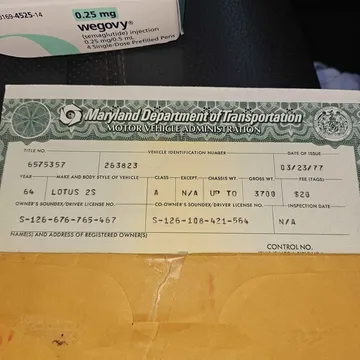 0169-4525-14
0.25 mg
wegovy®
(semaglutide) injection
0.25 mg/0.5 mL
4 Single-Dose Prefilled Pens
Maryland Department of Transportation
MOTOR VEHICLE ADMINISTRATION
TITLE NO. VEHICLE IDENTIFICATION NUMBER DATE OF ISSUE
6575357 263823 03/23/77
YEAR MAKE AND BODY STYLE OF VEHICLE CLASS EXCEPT. CHASSIS WT. GROSS WT. FEE (TAGS)
64 LOTUS 2S A N/A UP TO 3700 $20
OWNER'S SOUNDEX/DRIVER LICENSE NO. CO-OWNER'S SOUNDEX/DRIVER LICENSE NO. INSPECTION DATE
S-126-676-765-467 S-126-108-421-564 N/A
NAME(S) AND ADDRESS OF REGISTERED OWNER(S)
CONTROL NO.